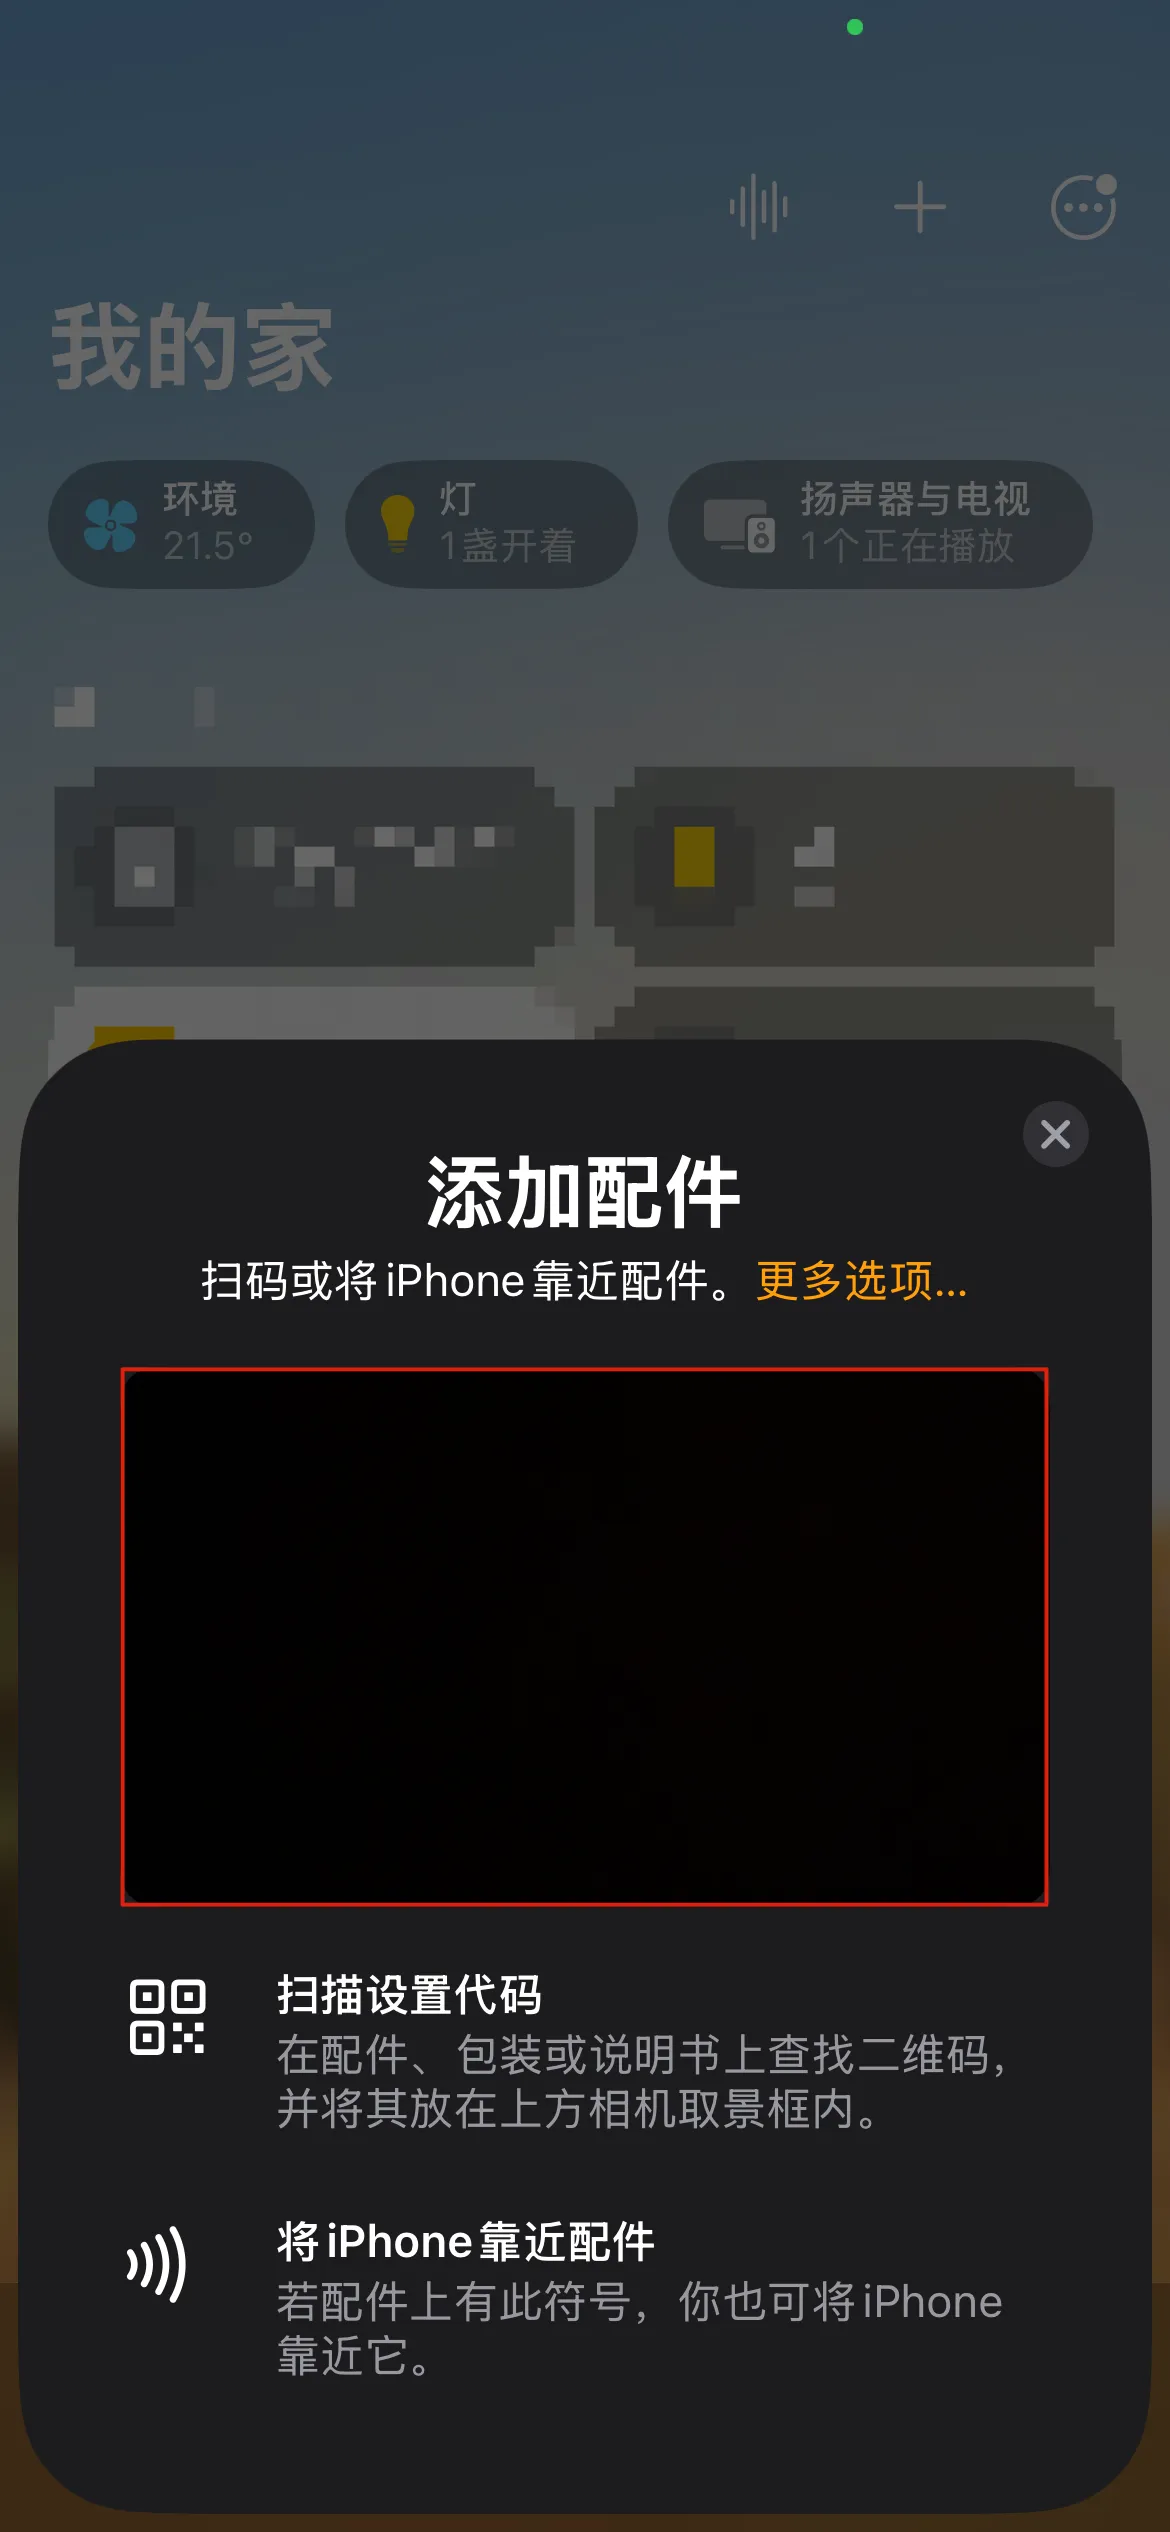 我的家
环境
21.5°
灯
1盏开着
扬声器与电视
1个正在播放
添加配件
扫码或将 iPhone 靠近配件。更多选项...
扫描设置代码
在配件、包装或说明书上查找二维码，
并将其放在上方相机取景框内。
将 iPhone 靠近配件
若配件上有此符号，你也可将 iPhone
靠近它。